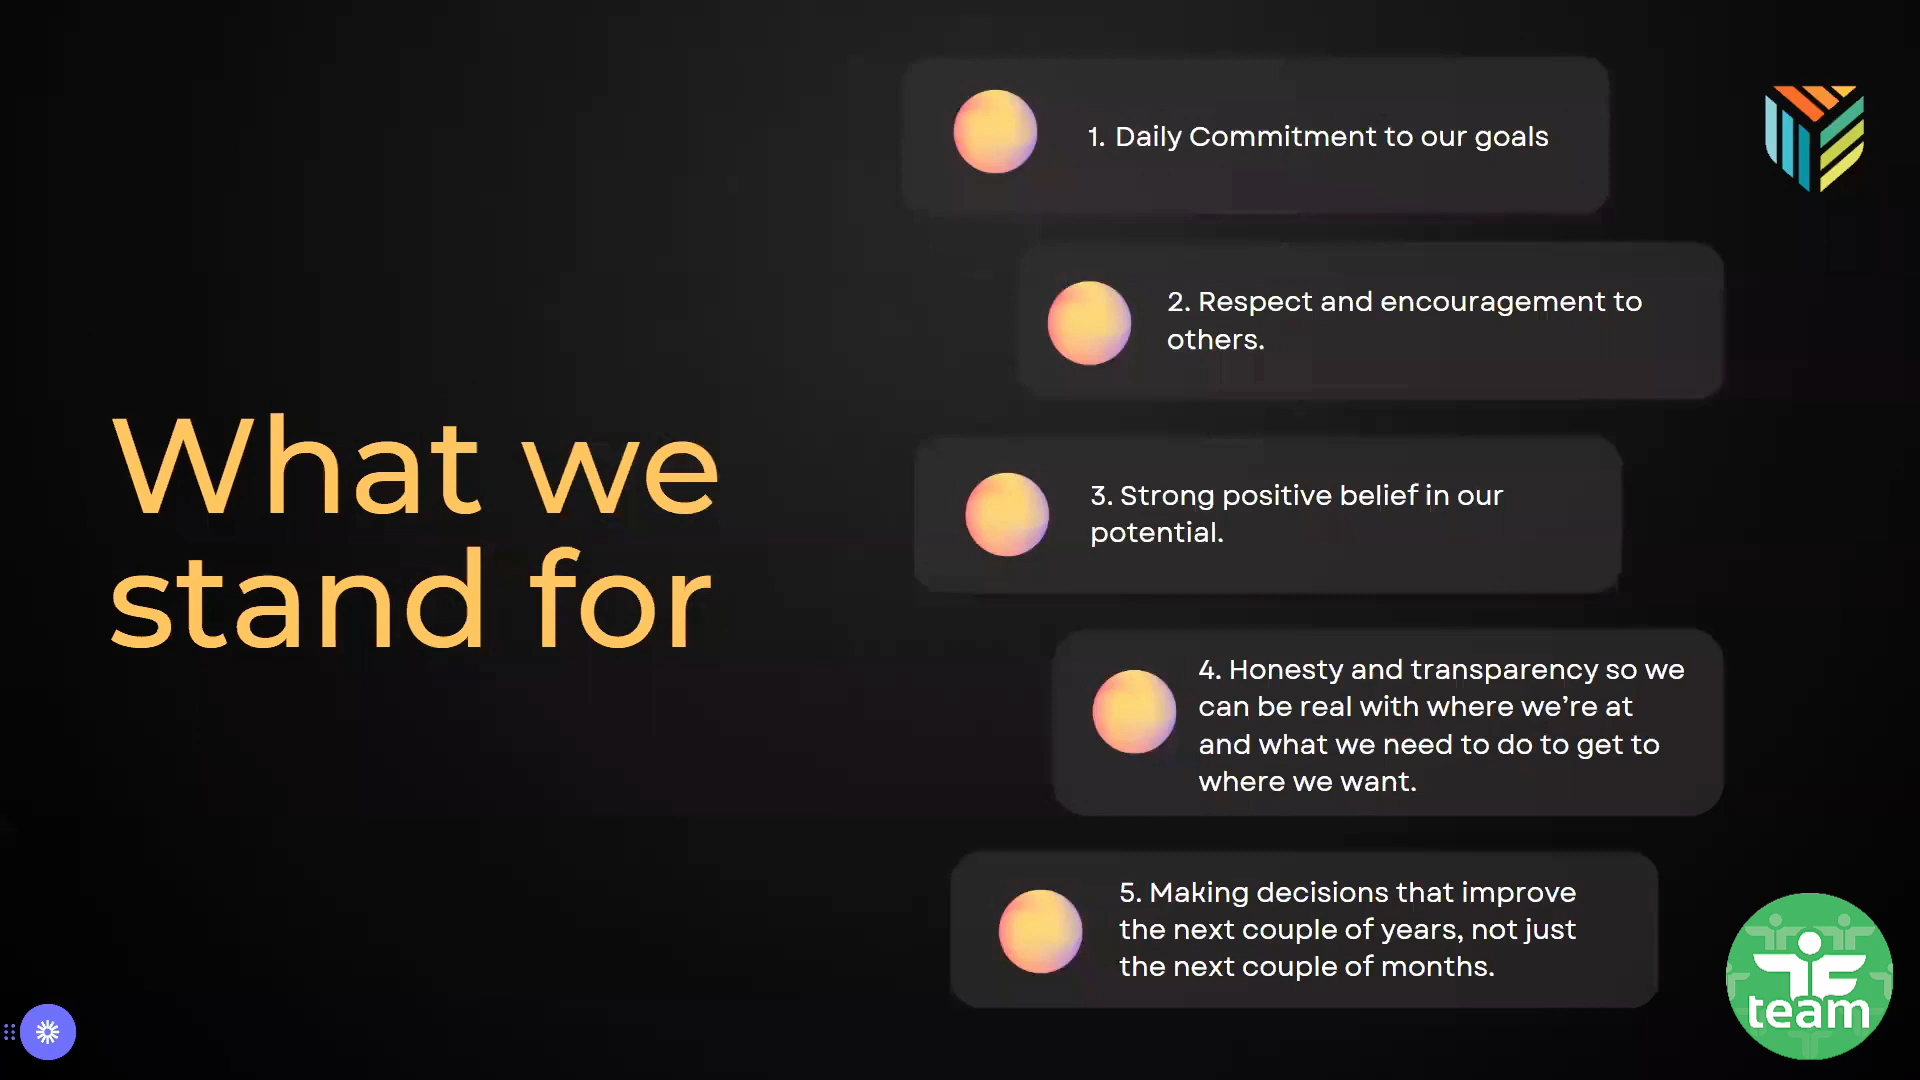 What we
stand for
1. Daily Commitment to our goals
2. Respect and encouragement to
others.
3. Strong positive belief in our
potential.
4. Honesty and transparency so we
can be real with where we’re at
and what we need to do to get to
where we want.
5. Making decisions that improve
the next couple of years, not just
the next couple of months.
team